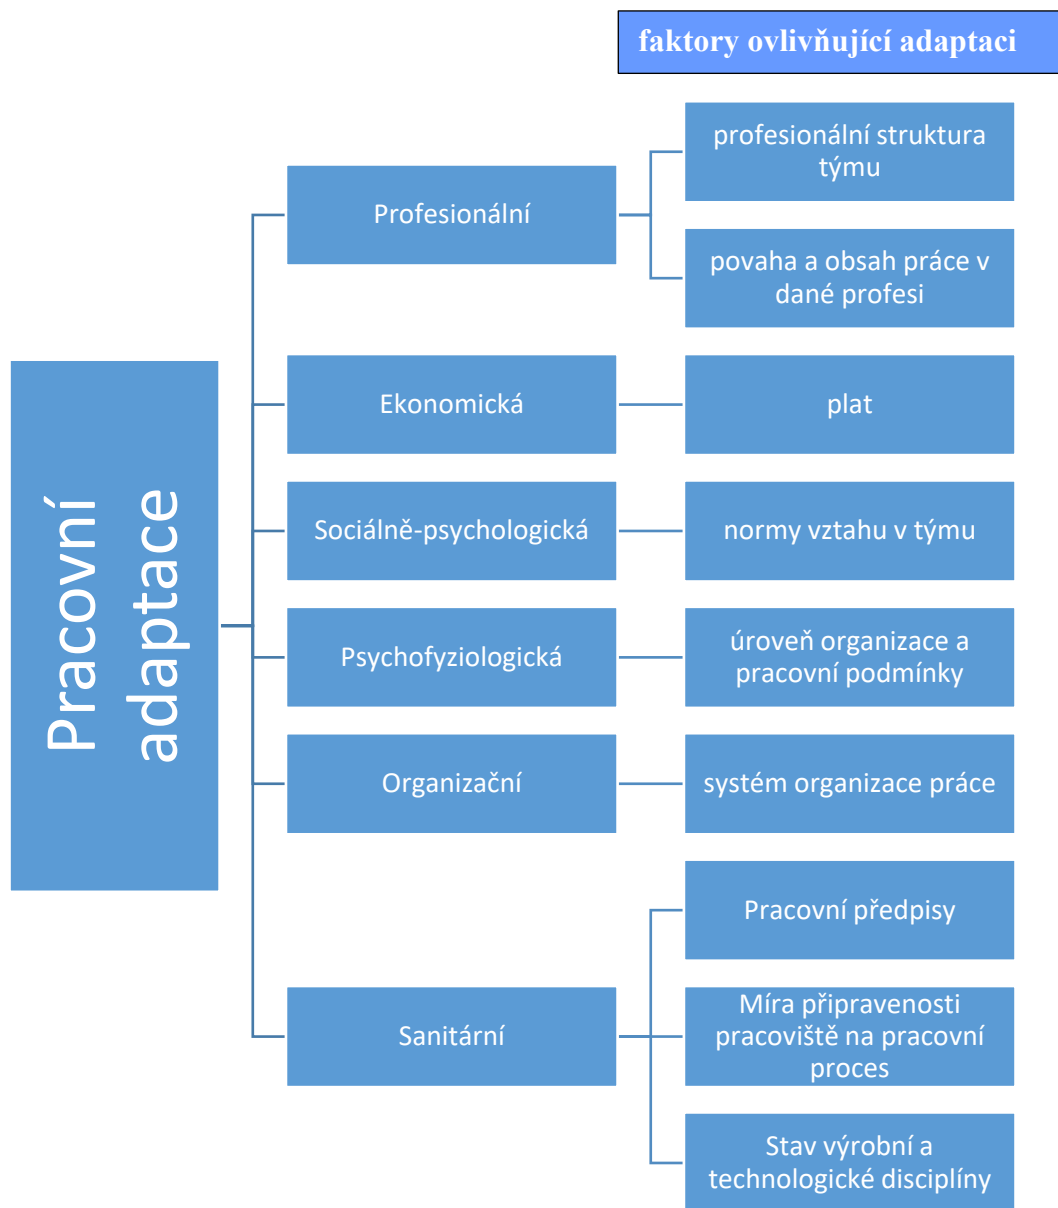 faktory ovlivňující adaptaci
Pracovní
adaptace
Profesionální
profesionální struktura
týmu
povaha a obsah práce v
dané profesi
Ekonomická
plat
Sociálně-psychologická
normy vztahu v týmu
Psychofyziologická
úroveň organizace a
pracovní podmínky
Organizační
systém organizace práce
Sanitární
Pracovní předpisy
Míra připravenosti
pracoviště na pracovní
proces
Stav výrobní a
technologické disciplíny